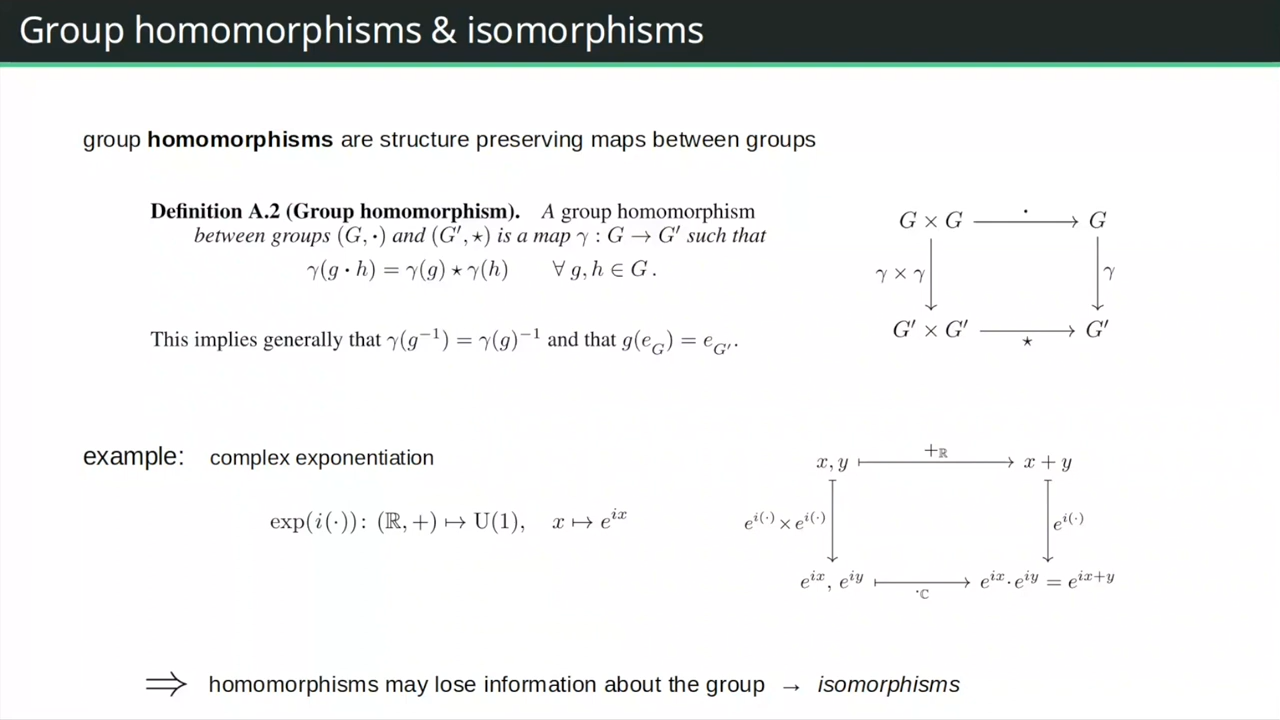 Group homomorphisms & isomorphisms
group homomorphisms are structure preserving maps between groups
Definition A.2 (Group homomorphism). A group homomorphism
between groups (G, ·) and (G′, ⋆) is a map γ : G → G′ such that
γ(g · h) = γ(g) ⋆ γ(h) ∀ g, h ∈ G .
This implies generally that γ(g⁻¹) = γ(g)⁻¹ and that g(e_G) = e_G′.
G × G · G
γ × γ γ
G′ × G′ ⋆ G′
example: complex exponentiation
exp(i(·)): (ℝ, +) ↦ U(1), x ↦ e^{ix}
x, y +_ℝ x + y
e^{i(·)} × e^{i(·)} e^{i(·)}
e^{ix}, e^{iy} ·_ℂ e^{ix} · e^{iy} = e^{ix+y}
⟹ homomorphisms may lose information about the group → isomorphisms